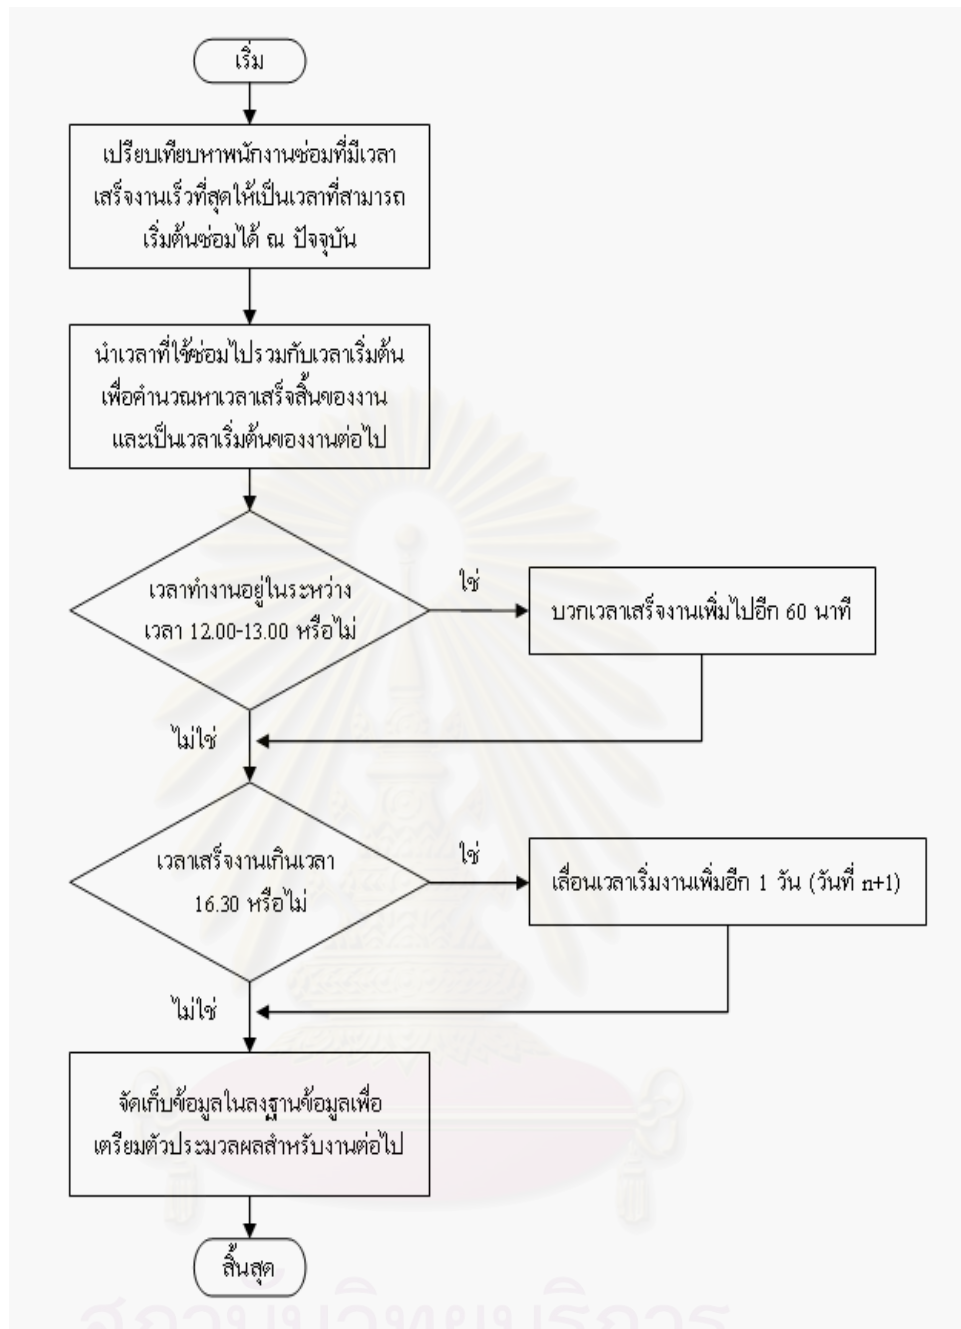 เริ่ม
เปรียบเทียบหาพนักงานซ่อมที่มีเวลา
เสร็จงานเร็วที่สุดให้เป็นเวลาที่สามารถ
เริ่มต้นซ่อมได้ ณ ปัจจุบัน
นำเวลาที่ใช้ซ่อมไปรวมกับเวลาเริ่มต้น
เพื่อคำนวณหาเวลาเสร็จสิ้นของงาน
และเป็นเวลาเริ่มต้นของงานต่อไป
เวลาทำงานอยู่ในระหว่าง
เวลา 12.00-13.00 หรือไม่
ใช่
บวกเวลาเสร็จงานเพิ่มไปอีก 60 นาที
ไม่ใช่
เวลาเสร็จงานเกินเวลา
16.30 หรือไม่
ใช่
เลื่อนเวลาเริ่มงานเพิ่มอีก 1 วัน (วันที่ n+1)
ไม่ใช่
จัดเก็บข้อมูลในลงฐานข้อมูลเพื่อ
เตรียมตัวประมวลผลสำหรับงานต่อไป
สิ้นสุด
สถาบันวิทยบริการ